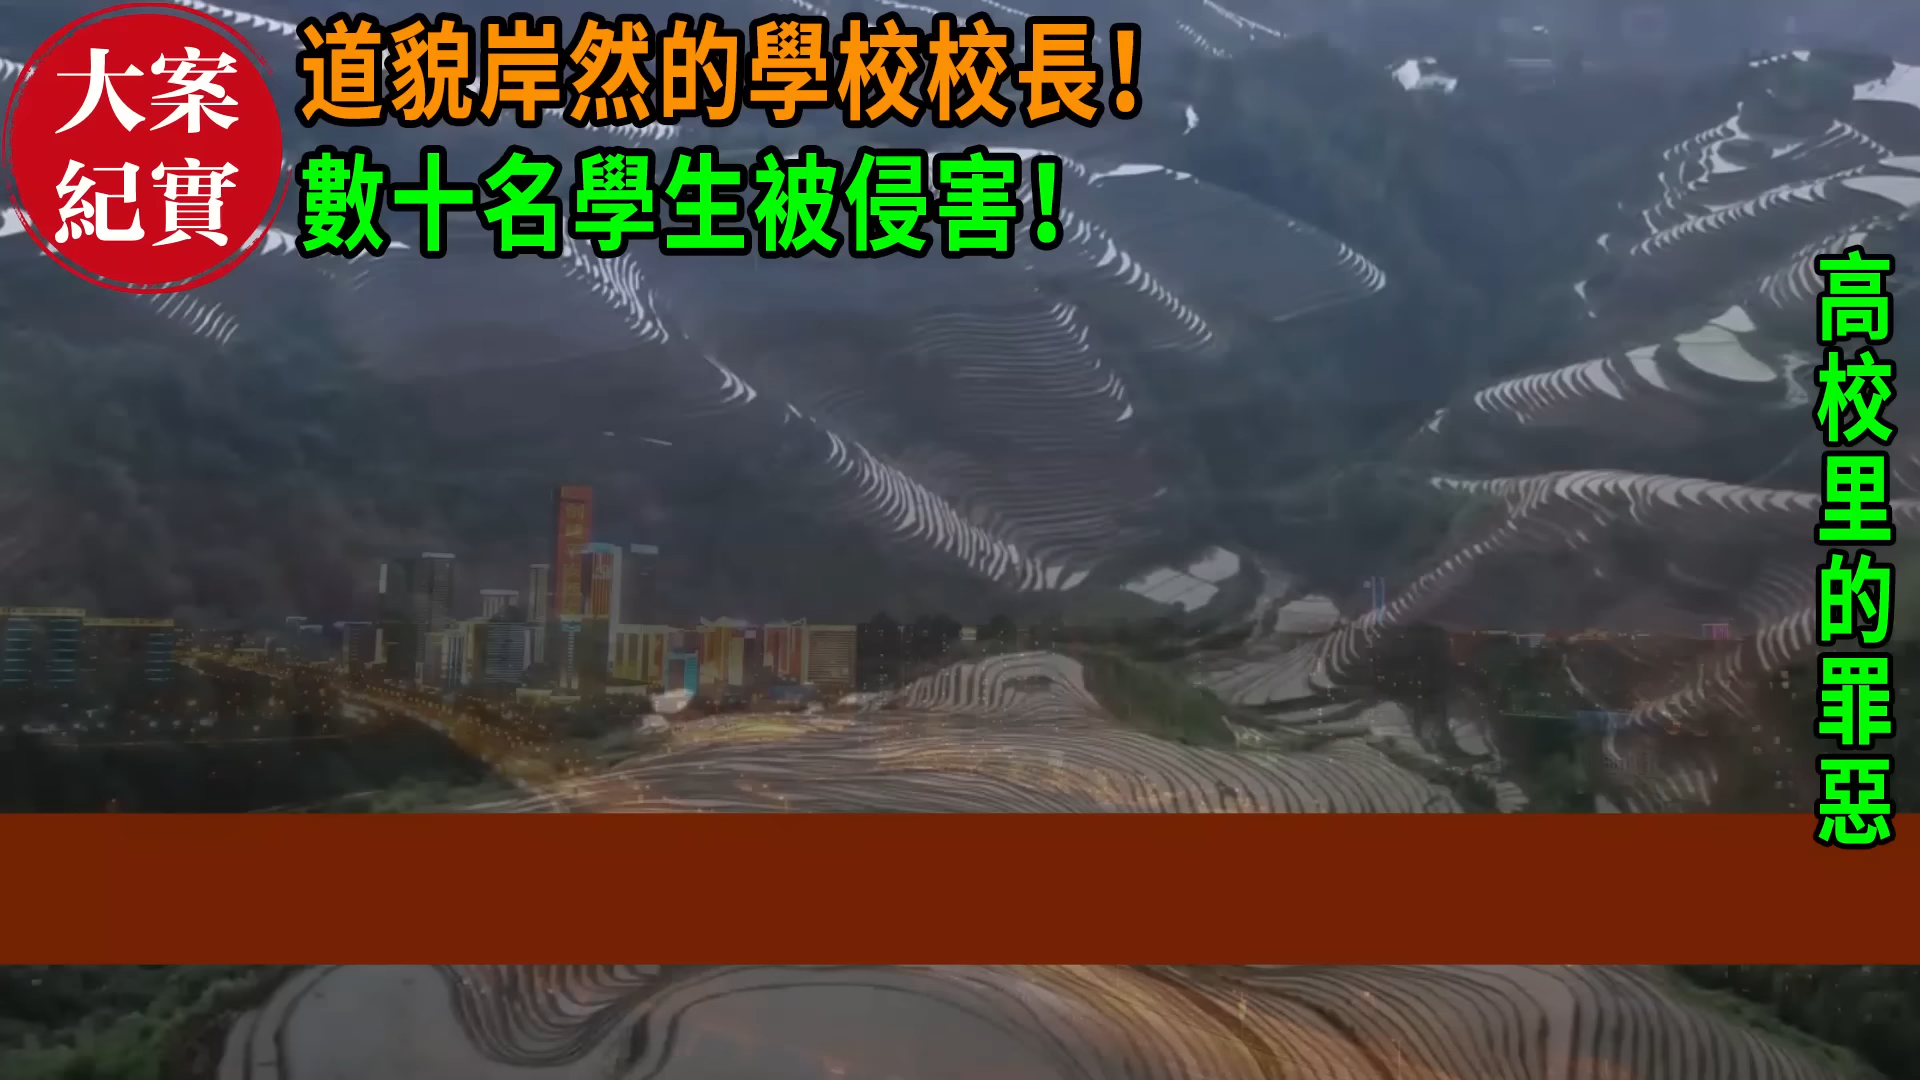 大案
紀實
道貌岸然的學校校長!
數十名學生被侵害!
高校里的罪惡